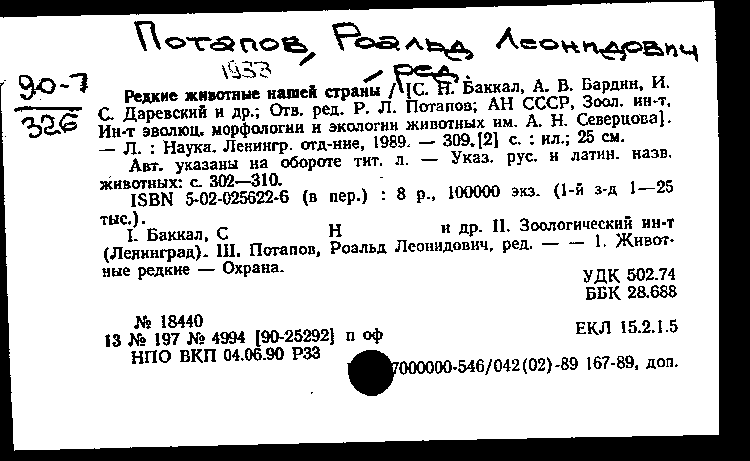 Потапов, Роальд Леонидович
1933 ред.
90-7
326
Редкие животные нашей страны / [С. Н. Баккал, А. В. Бардин, И.
С. Даревский и др.; Отв. ред. Р. Л. Потапов; АН СССР, Зоол. ин-т,
Ин-т эволюц. морфологии и экологии животных им. А. Н. Северцова].
— Л. : Наука. Ленингр. отд-ние, 1989. — 309,[2] с. : ил.; 25 см.
Авт. указаны на обороте тит. л. — Указ. рус. и латин. назв.
животных: с. 302—310.
ISBN 5-02-025622-6 (в пер.) : 8 р., 100000 экз. (1-й з-д 1—25
тыс.).
I. Баккал, С Н и др. II. Зоологический ин-т
(Ленинград). III. Потапов, Роальд Леонидович, ред. — — 1. Живот-
ные редкие — Охрана.
УДК 502.74
ББК 28.688
№ 18440
13 № 197 № 4994 [90-25292] п оф
ЕКЛ 15.2.1.5
НПО ВКП 04.06.90 Р33
7000000-546/042(02)-89 167-89, доп.